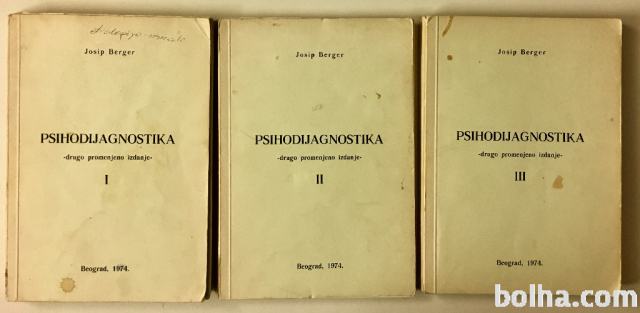 Josip Berger
PSIHODIJAGNOSTIKA
-drugo promenjeno izdanje-
I
Beograd, 1974.
Josip Berger
PSIHODIJAGNOSTIKA
-drugo promenjeno izdanje-
II
Beograd, 1974.
Josip Berger
PSIHODIJAGNOSTIKA
-drugo promenjeno izdanje-
III
Beograd, 1974.
bolha.com